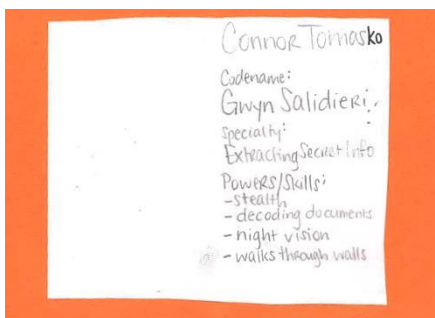 Connor Tomasko
Codename:
Gwyn Salidieri
Specialty:
Extracting Secret Info
Powers/Skills:
-stealth
- decoding documents
- night vision
- walks through walls